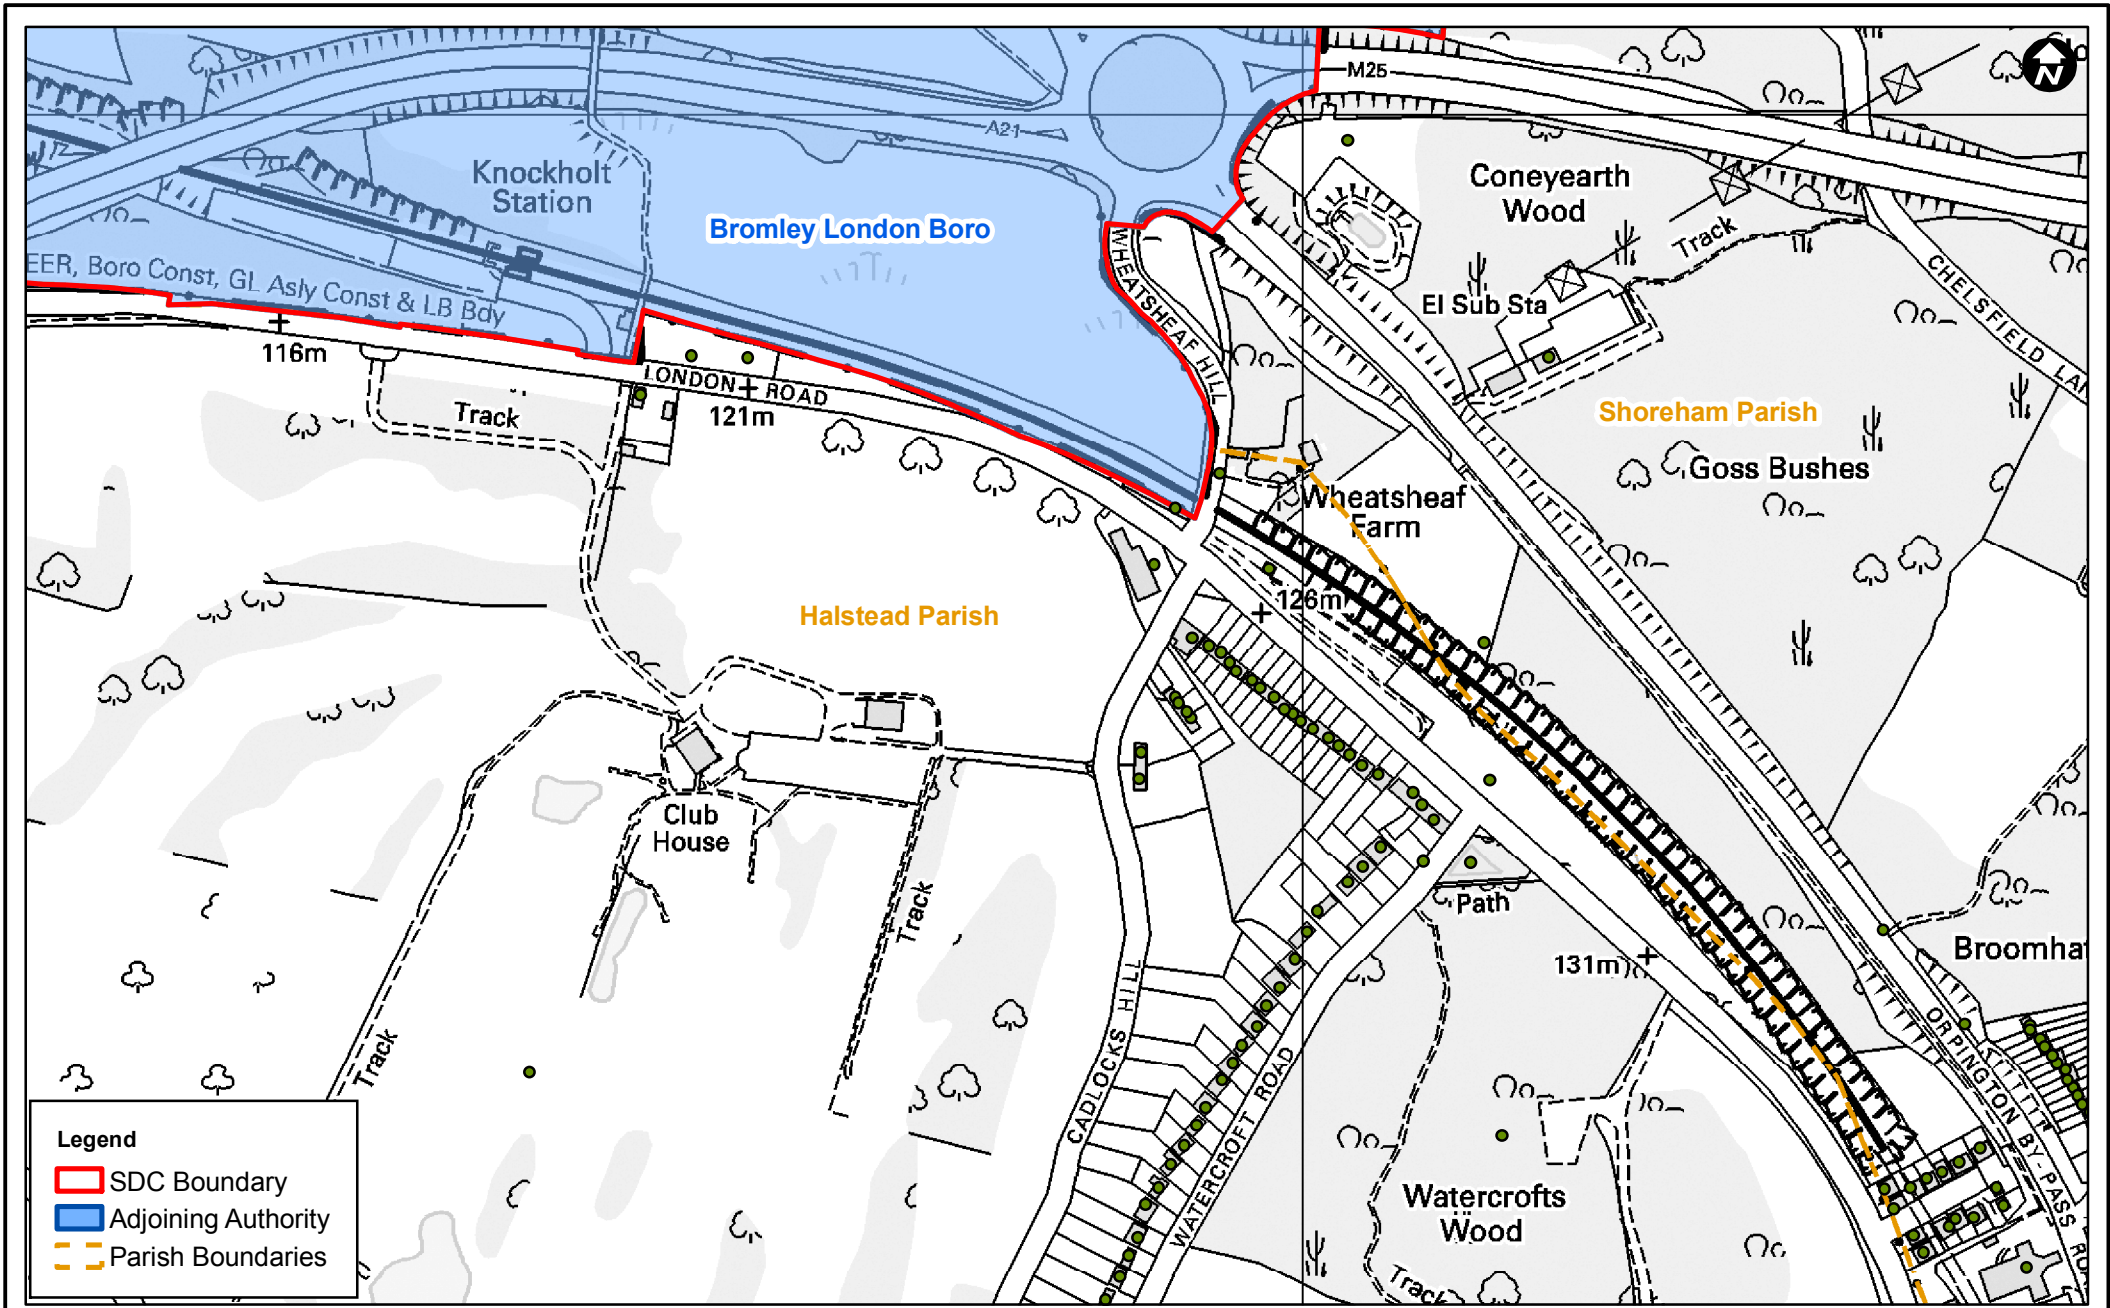 M25
N
A21
Knockholt
Station
Coneyearth
Wood
Bromley London Boro
WHEATSHEAF HILL
Track
CHELSFIELD LA
EER, Boro Const, GL Asly Const & LB Bdy
El Sub Sta
116m
LONDON ROAD
121m
Track
Shoreham Parish
Goss Bushes
Wheatsheaf
Farm
Halstead Parish
126m
Club
House
Track
Path
131m
Broomha
Track
CADLOCKS HILL
WATERCROFT ROAD
ORPINGTON BY-PASS
RO
Watercrofts
Wood
Track
Legend
SDC Boundary
Adjoining Authority
Parish Boundaries